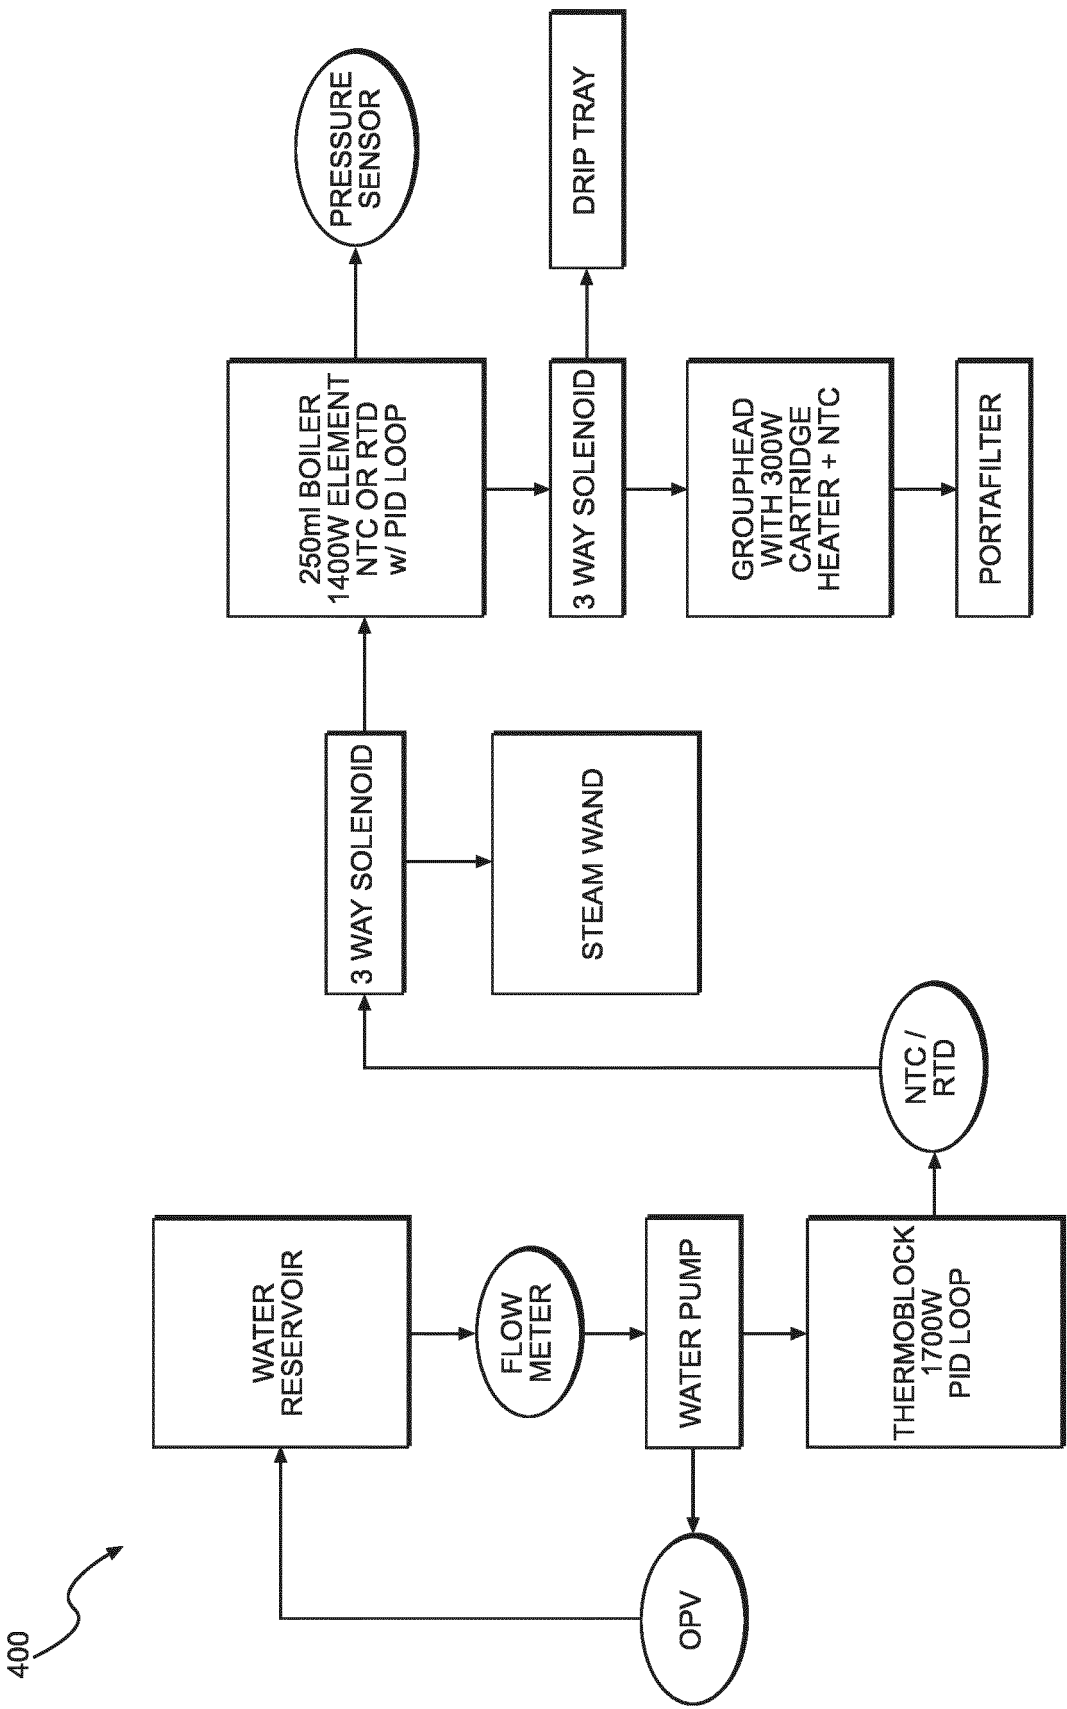 400
WATER
RESERVOIR
FLOW
METER
WATER PUMP
OPV
THERMOBLOCK
1700W
PID LOOP
NTC /
RTD
3 WAY SOLENOID
STEAM WAND
250ml BOILER
1400W ELEMENT
NTC OR RTD
w/ PID LOOP
PRESSURE
SENSOR
3 WAY SOLENOID
DRIP TRAY
GROUPHEAD
WITH 300W
CARTRIDGE
HEATER + NTC
PORTAFILTER